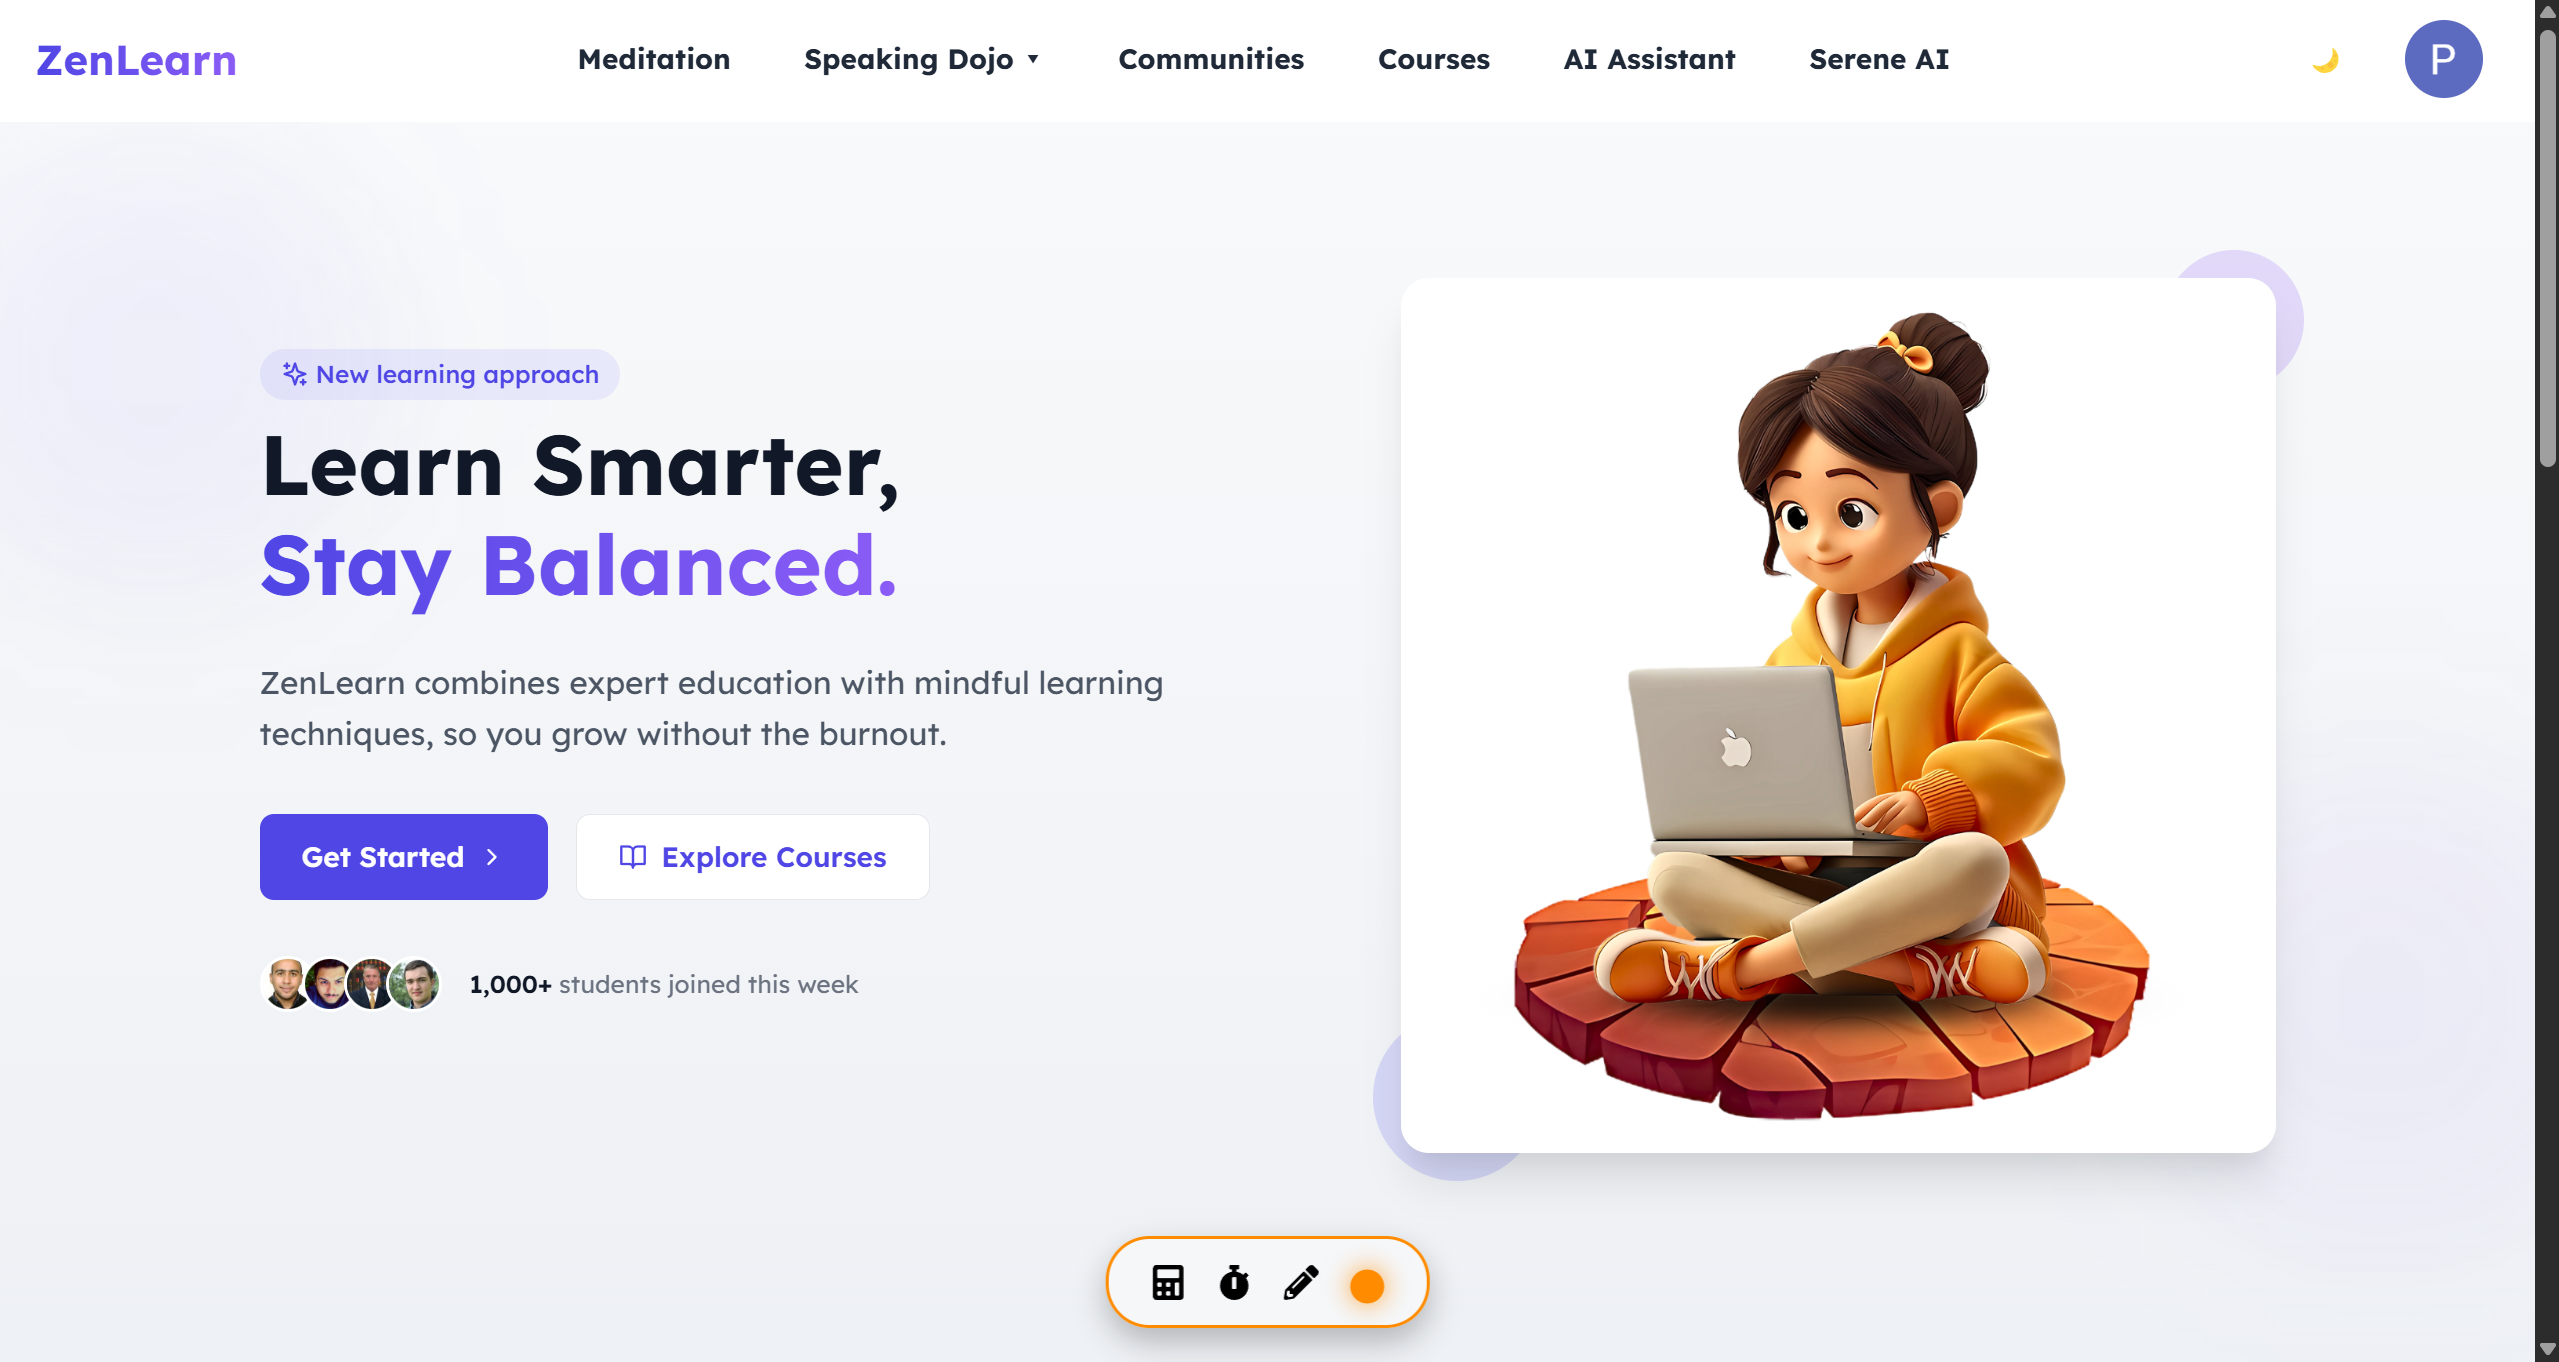 ZenLearn
Meditation
Speaking Dojo
Communities
Courses
AI Assistant
Serene AI
P
New learning approach
Learn Smarter,
Stay Balanced.
ZenLearn combines expert education with mindful learning
techniques, so you grow without the burnout.
Get Started
Explore Courses
1,000+ students joined this week